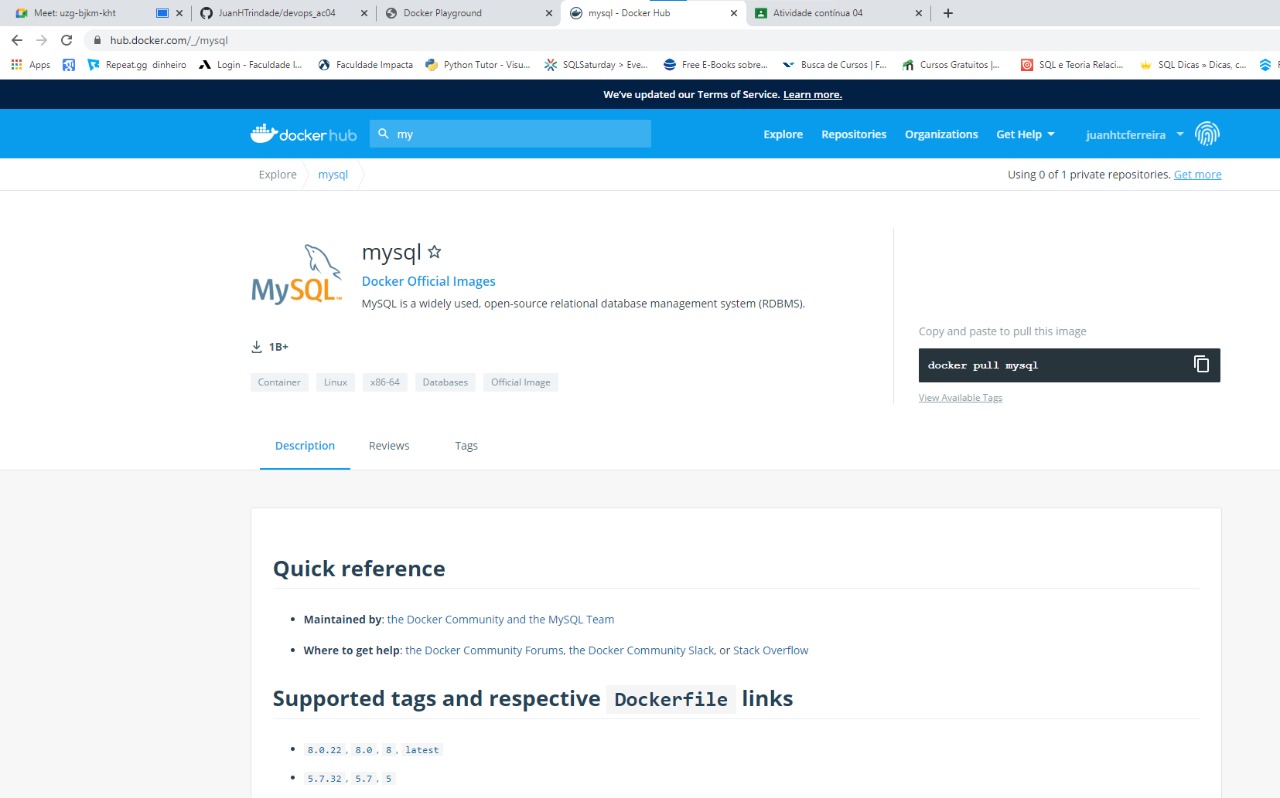 Meet: uzg-bjkm-kht JuanHTrindade/devops_ac04 Docker Playground mysql - Docker Hub Atividade contínua 04
hub.docker.com/_/mysql
Apps Repeat.gg dinheiro Login - Faculdade I... Faculdade Impacta Python Tutor - Visu... SQLSaturday > Eve... Free E-Books sobre... Busca de Cursos | F... Cursos Gratuitos |... SQL e Teoria Relaci... SQL Dicas » Dicas, c...
We've updated our Terms of Service. Learn more.
docker hub my Explore Repositories Organizations Get Help juanhtcferreira
Explore mysql Using 0 of 1 private repositories. Get more
MySQL™
mysql
Docker Official Images
MySQL is a widely used, open-source relational database management system (RDBMS).
1B+
Container Linux x86-64 Databases Official Image
Copy and paste to pull this image
docker pull mysql
View Available Tags
Description Reviews Tags
Quick reference
• Maintained by: the Docker Community and the MySQL Team
• Where to get help: the Docker Community Forums, the Docker Community Slack, or Stack Overflow
Supported tags and respective Dockerfile links
• 8.0.22, 8.0, 8, latest
• 5.7.32, 5.7, 5